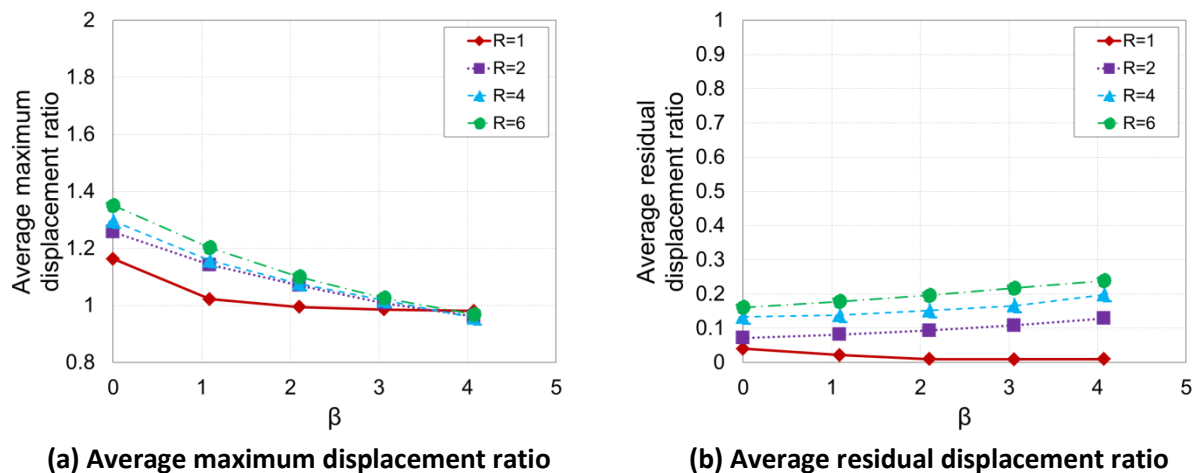 Average maximum
displacement ratio
2
1.8
1.6
1.4
1.2
1
0.8
0 1 2 3 4 5
β
R=1
R=2
R=4
R=6
(a) Average maximum displacement ratio
Average residual
displacement ratio
1
0.9
0.8
0.7
0.6
0.5
0.4
0.3
0.2
0.1
0
0 1 2 3 4 5
β
R=1
R=2
R=4
R=6
(b) Average residual displacement ratio